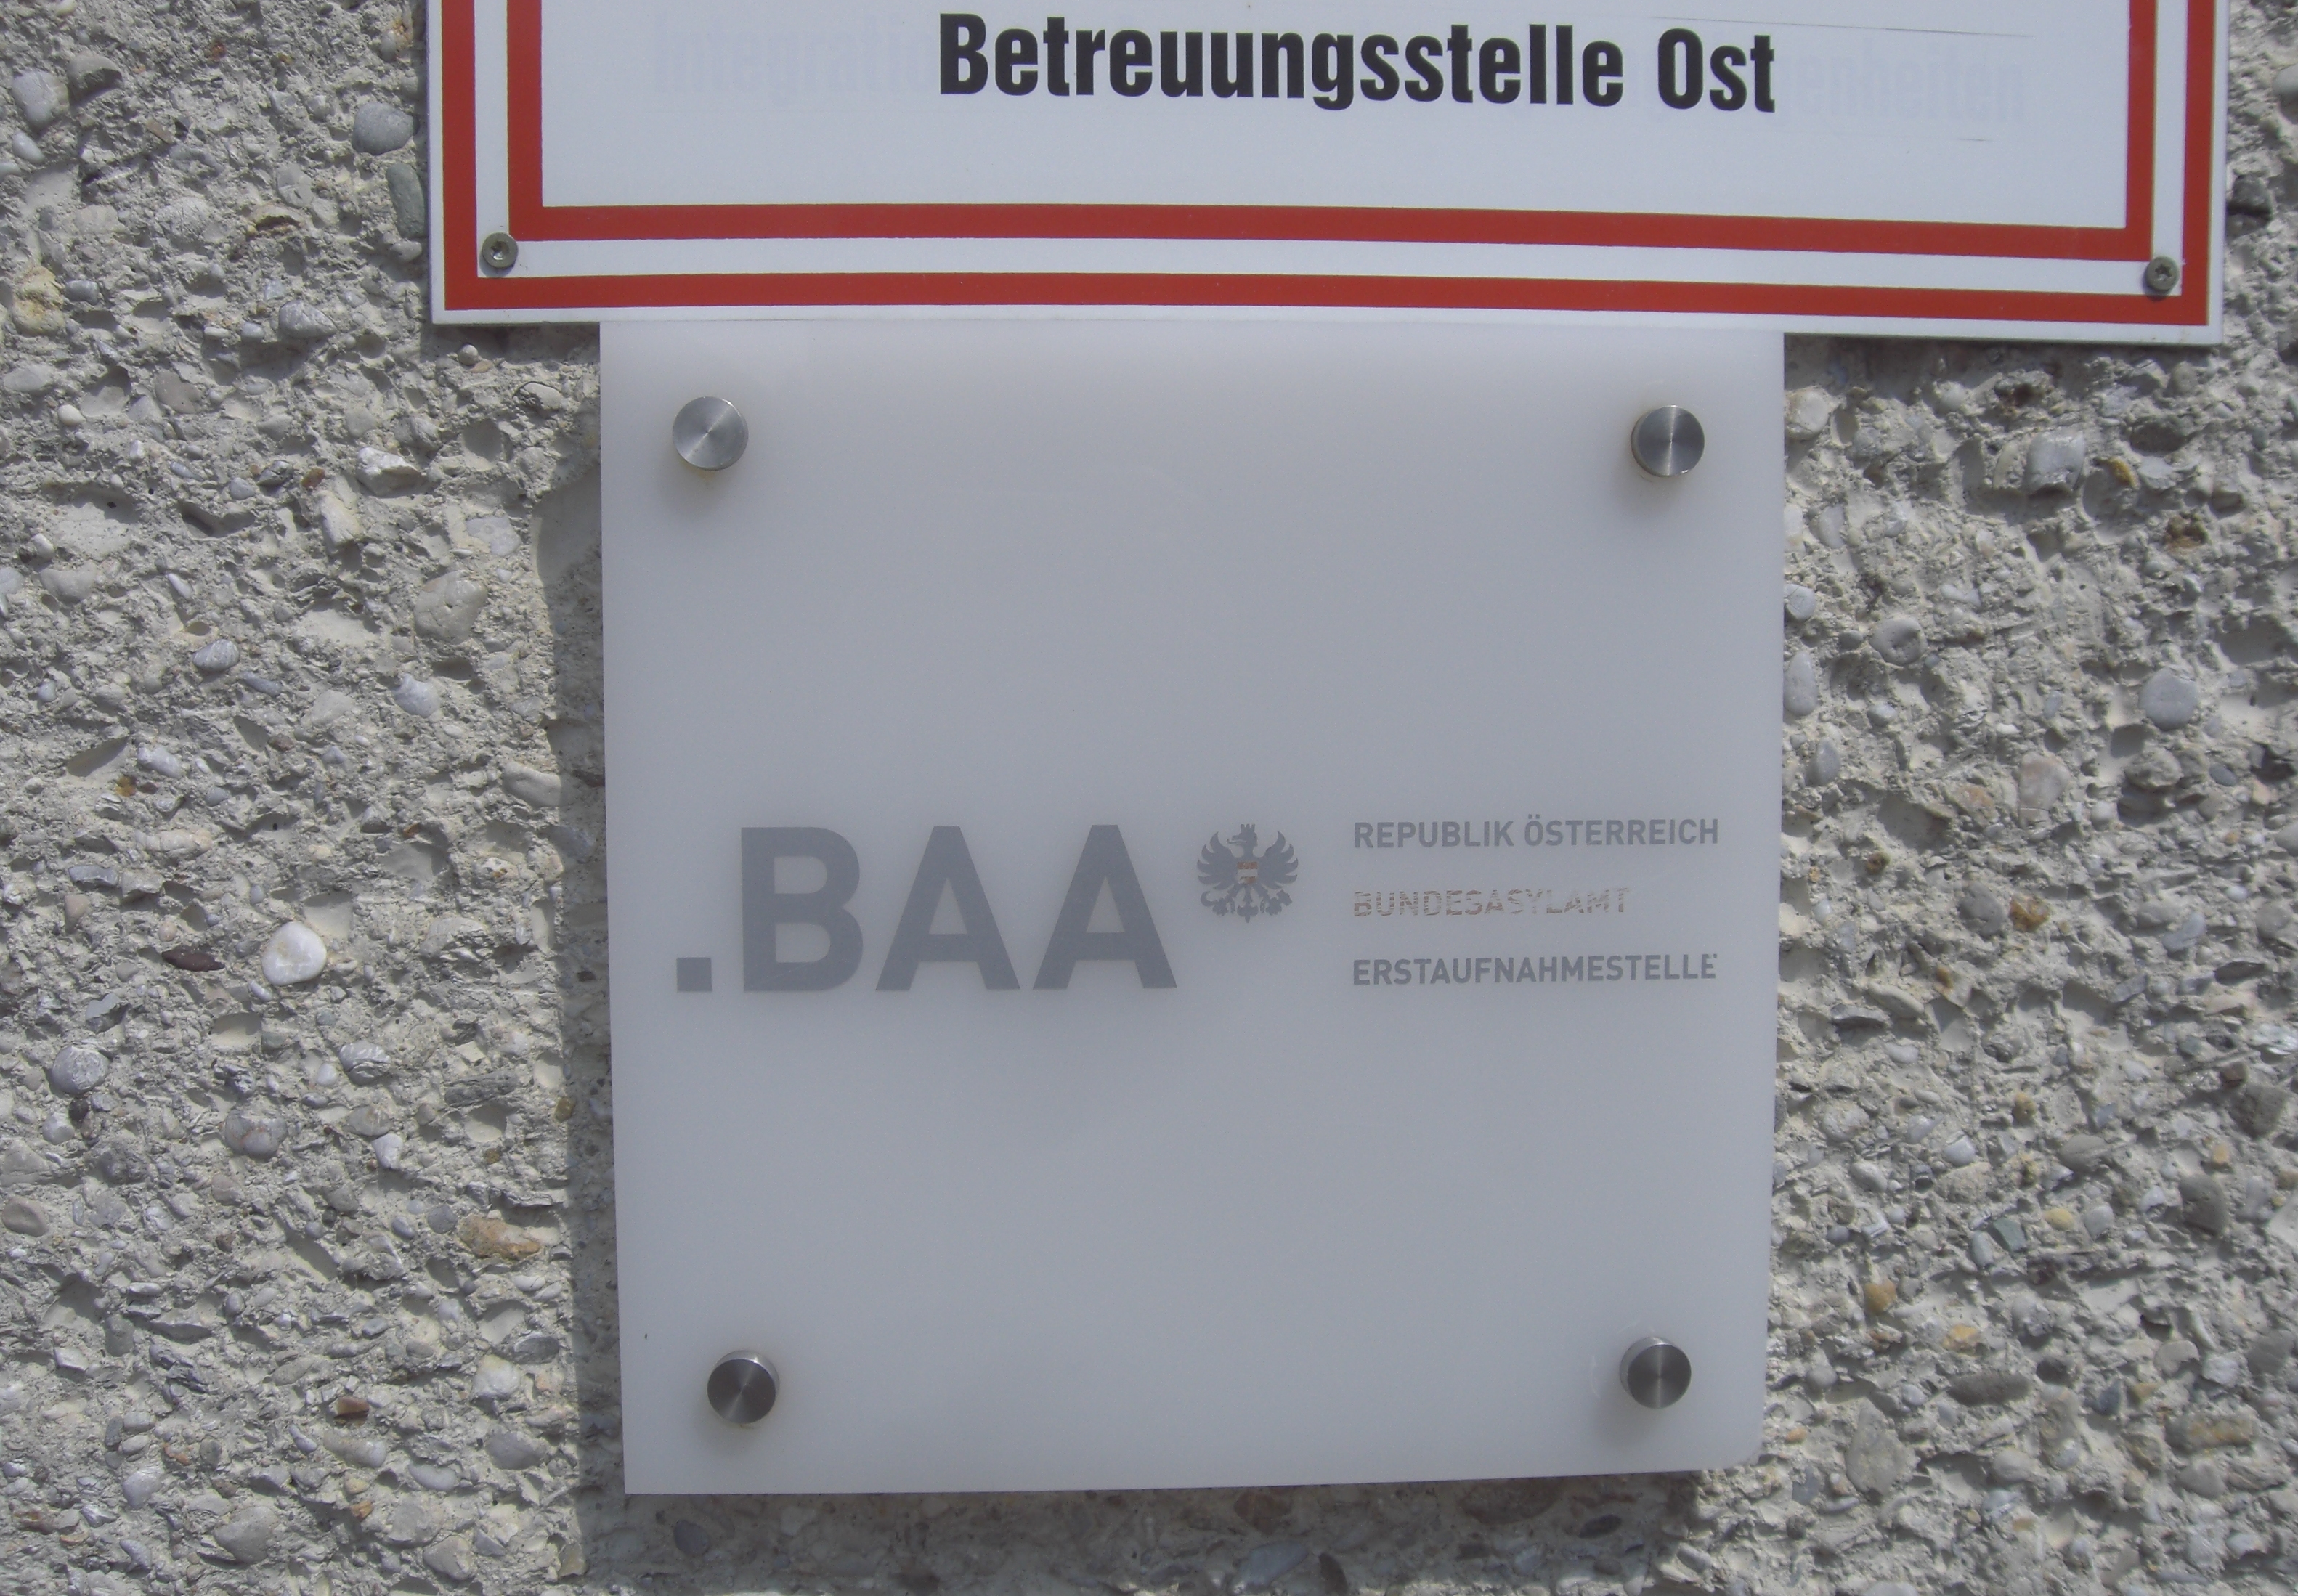 Betreuungsstelle Ost
.BAA
REPUBLIK ÖSTERREICH
BUNDESASYLAMT
ERSTAUFNAHMESTELLE